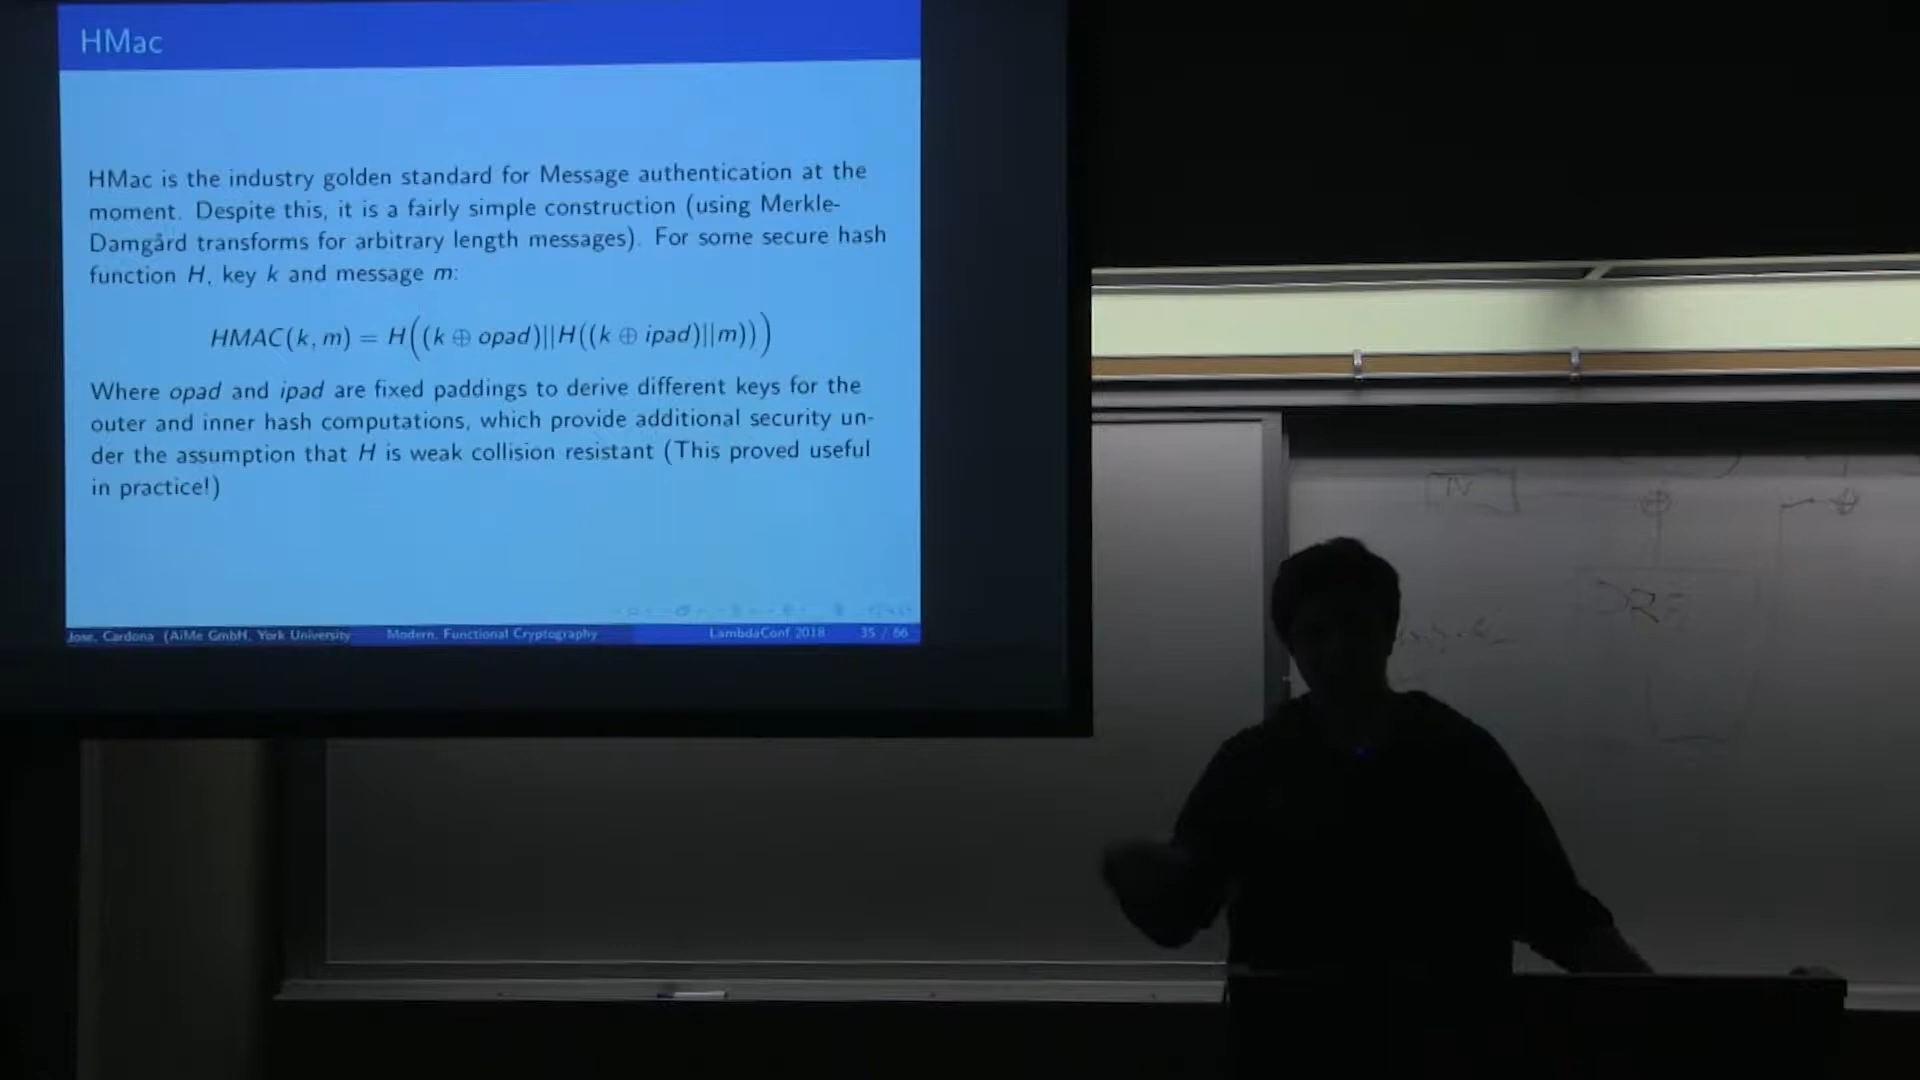 HMac
HMac is the industry golden standard for Message authentication at the
moment. Despite this, it is a fairly simple construction (using Merkle-
Damgård transforms for arbitrary length messages). For some secure hash
function H, key k and message m:
HMAC(k, m) = H((k ⊕ opad)||H((k ⊕ ipad)||m)))
Where opad and ipad are fixed paddings to derive different keys for the
outer and inner hash computations, which provide additional security un-
der the assumption that H is weak collision resistant (This proved useful
in practice!)
Jose, Cardona (AiMe GmbH, York University
Modern, Functional Cryptography
LambdaConf 2018
35 / 66
IV